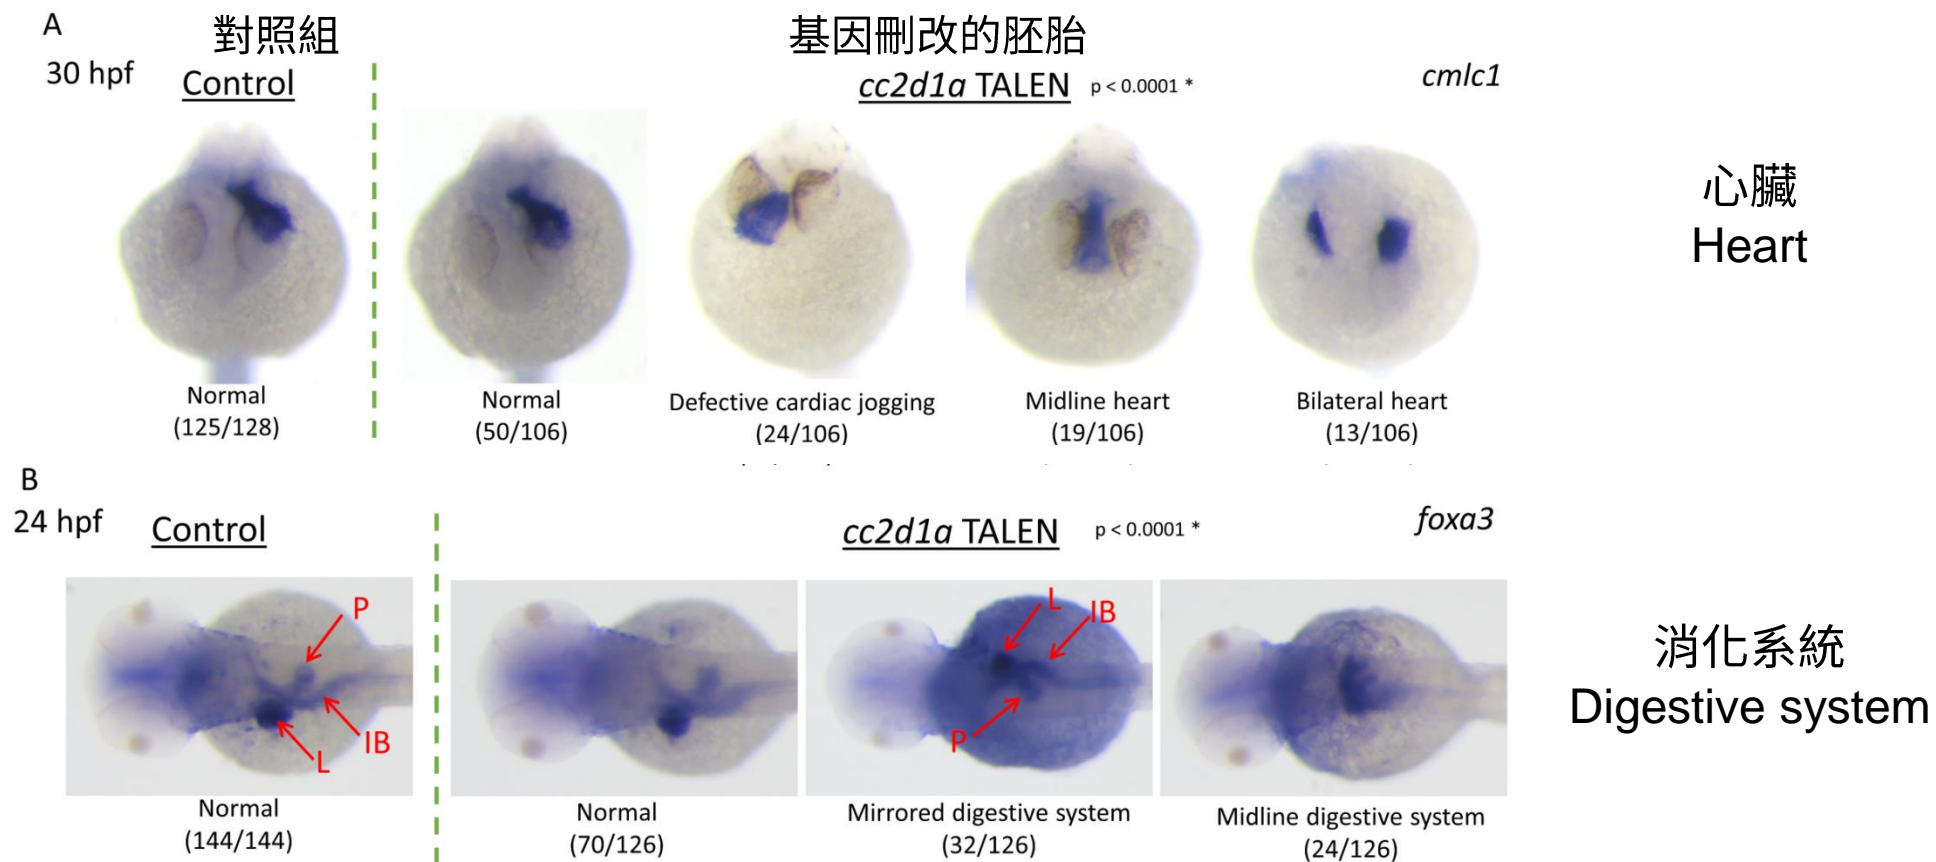 A
對照組
基因刪改的胚胎
30 hpf
Control
cc2d1a TALEN
p < 0.0001 *
cmlc1
心臟
Heart
Normal
(125/128)
Normal
(50/106)
Defective cardiac jogging
(24/106)
Midline heart
(19/106)
Bilateral heart
(13/106)
B
24 hpf
Control
cc2d1a TALEN
p < 0.0001 *
foxa3
P
IB
L
L
IB
P
消化系統
Digestive system
Normal
(144/144)
Normal
(70/126)
Mirrored digestive system
(32/126)
Midline digestive system
(24/126)